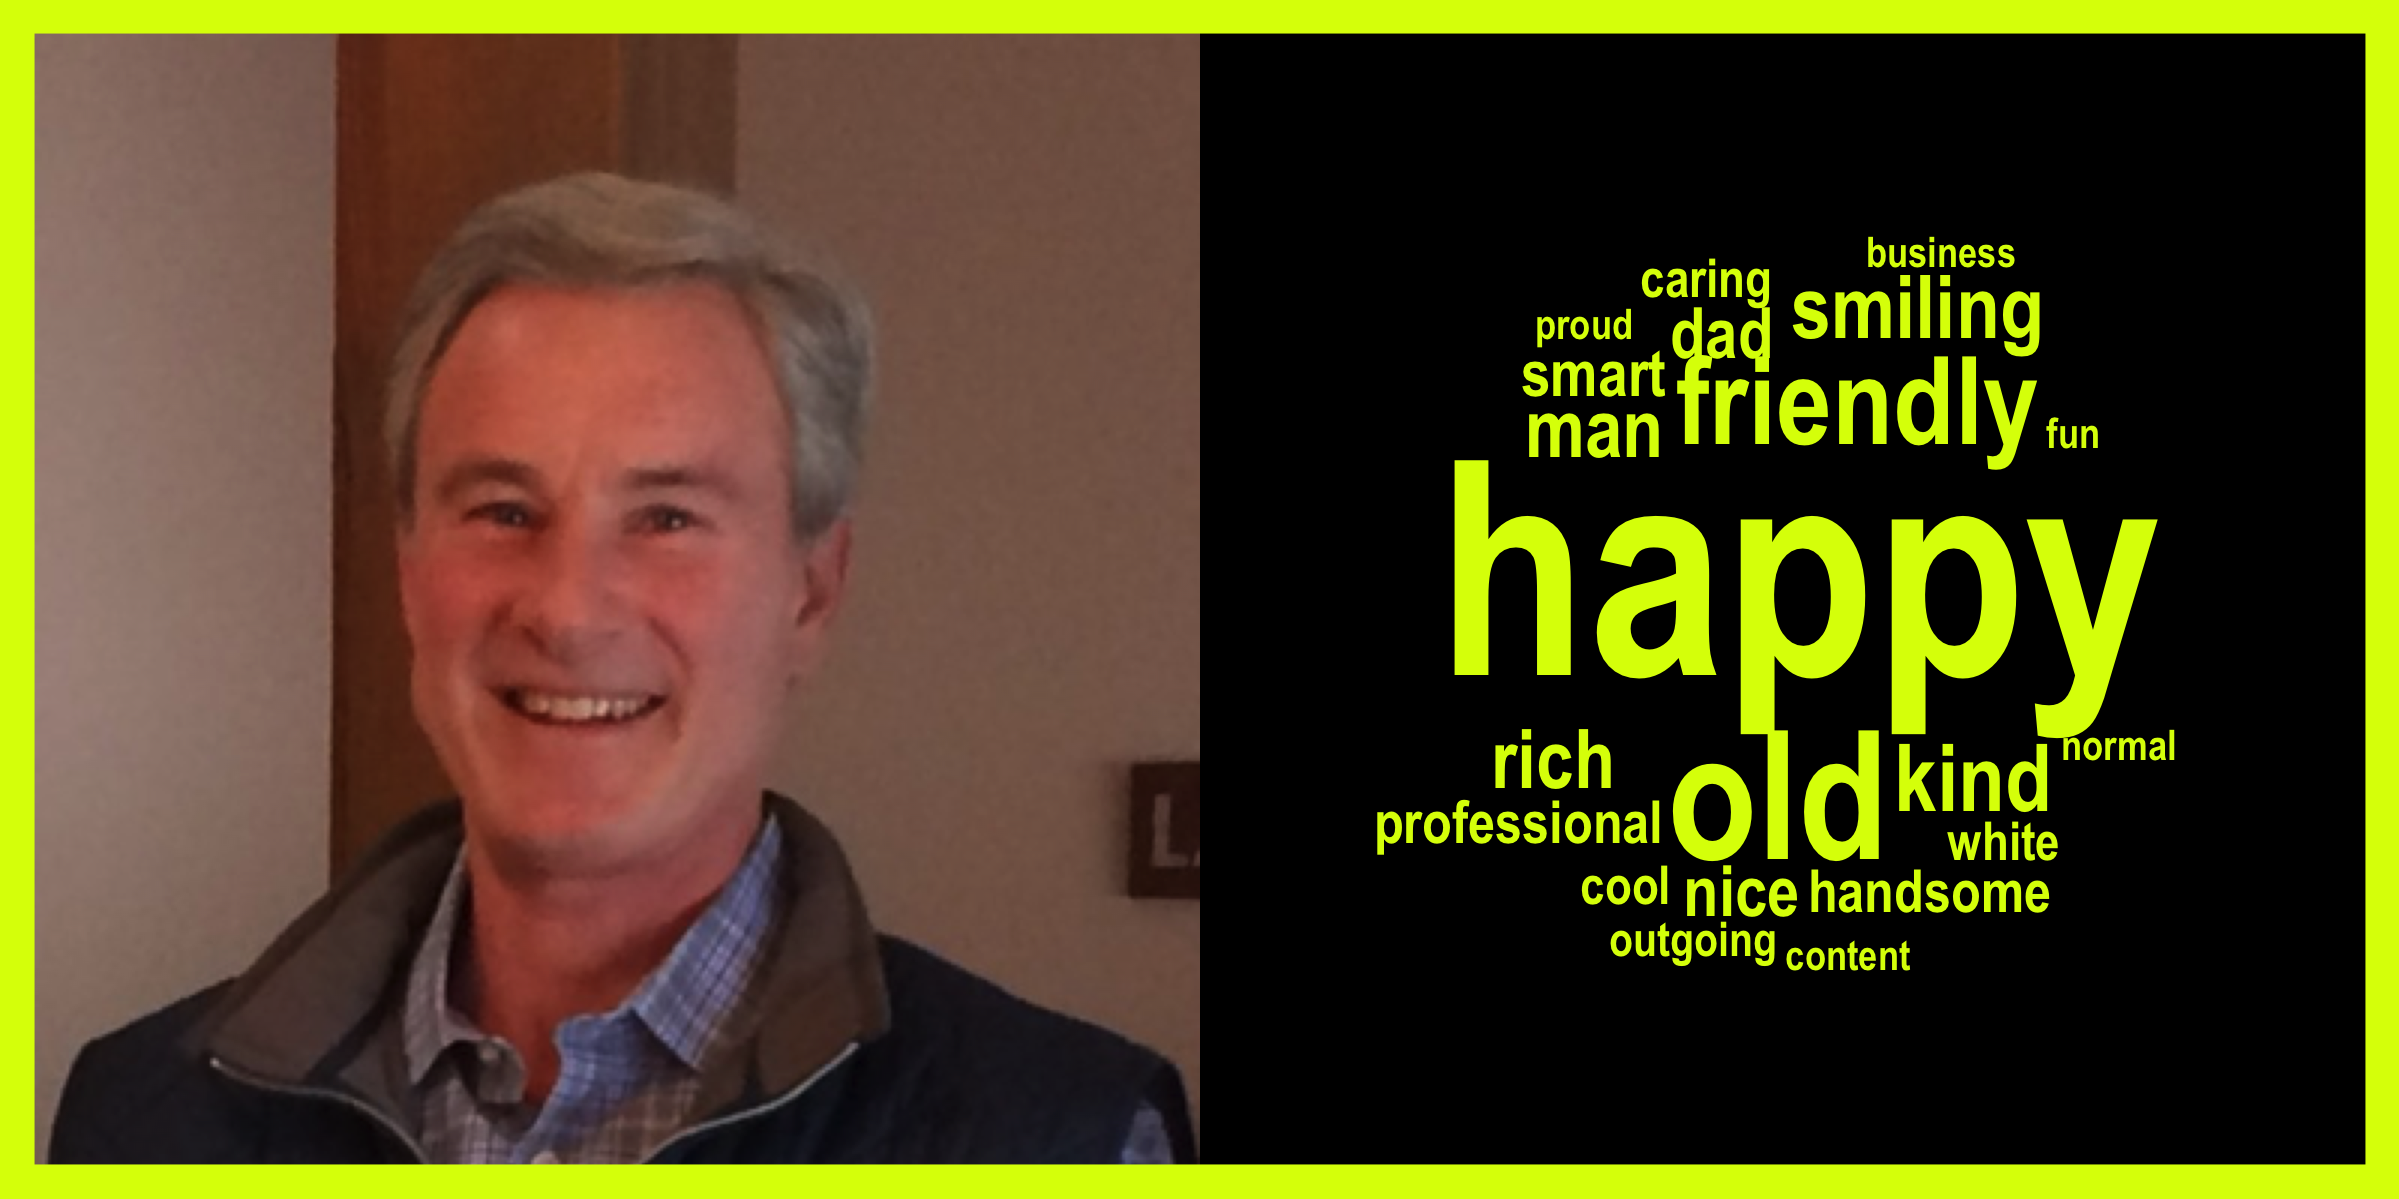 business
caring
smiling
proud
dad
smart
friendly
man
fun
happy
rich
old
kind
normal
professional
white
cool
nice
handsome
outgoing
content